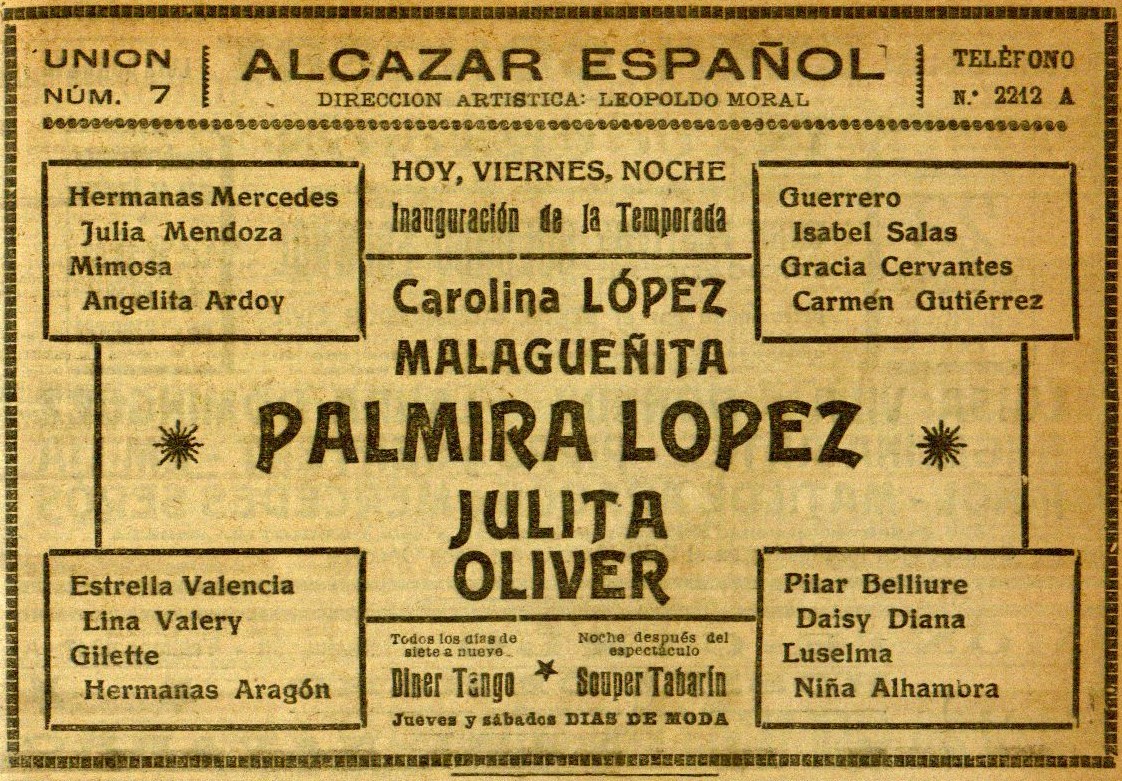 UNION
NÚM. 7
ALCAZAR ESPAÑOL
DIRECCION ARTISTICA: LEOPOLDO MORAL
TELÉFONO
N.º 2212 A
Hermanas Mercedes
Julia Mendoza
Mimosa
Angelita Ardoy
HOY, VIERNES, NOCHE
Inauguración de la Temporada
Guerrero
Isabel Salas
Gracia Cervantes
Carmen Gutiérrez
Carolina LÓPEZ
MALAGUEÑITA
PALMIRA LOPEZ
JULITA
OLIVER
Estrella Valencia
Lina Valery
Gilette
Hermanas Aragón
Todos los días de
siete a nueve
Diner Tango
Noche después del
espectáculo
Souper Tabarín
Jueves y sábados DIAS DE MODA
Pilar Belliure
Daisy Diana
Luselma
Niña Alhambra